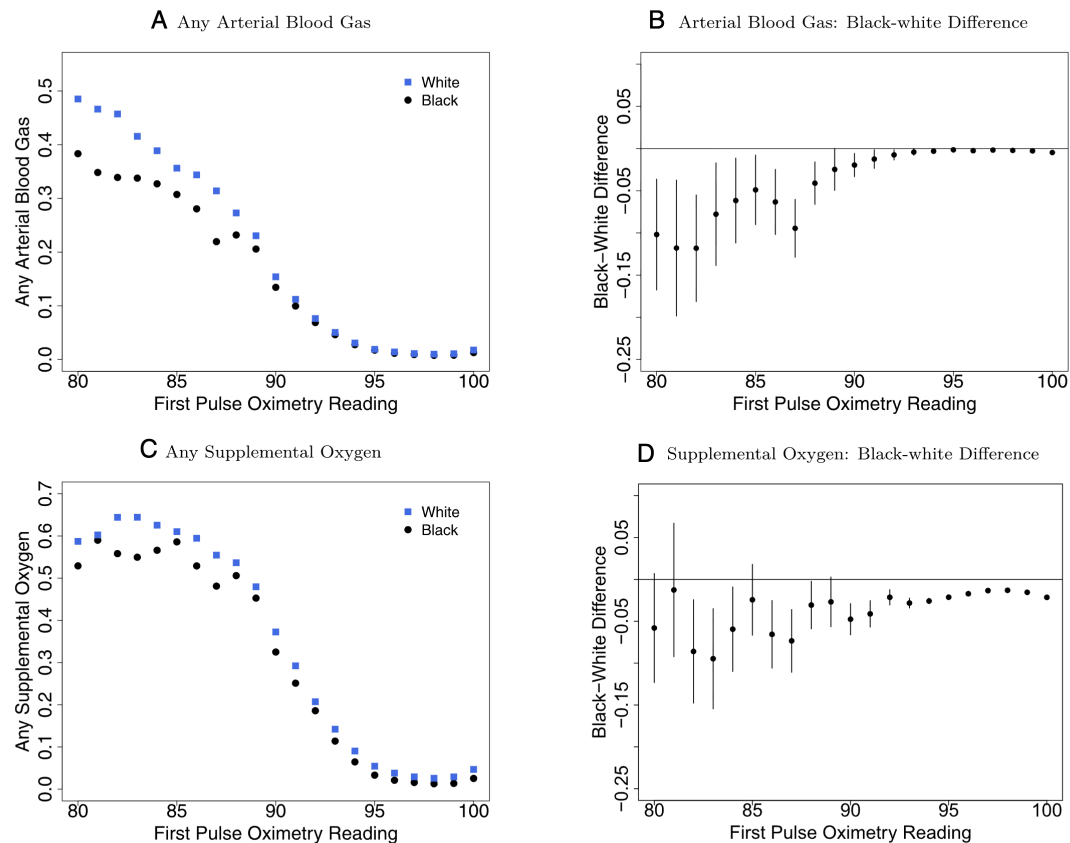 A Any Arterial Blood Gas
White
Black
Any Arterial Blood Gas
0.0 0.1 0.2 0.3 0.4 0.5
80 85 90 95 100
First Pulse Oximetry Reading
B Arterial Blood Gas: Black-white Difference
Black−White Difference
−0.25 −0.15 −0.05 0.05
80 85 90 95 100
First Pulse Oximetry Reading
C Any Supplemental Oxygen
White
Black
Any Supplemental Oxygen
0.0 0.1 0.2 0.3 0.4 0.5 0.6 0.7
80 85 90 95 100
First Pulse Oximetry Reading
D Supplemental Oxygen: Black-white Difference
Black−White Difference
−0.25 −0.15 −0.05 0.05
80 85 90 95 100
First Pulse Oximetry Reading